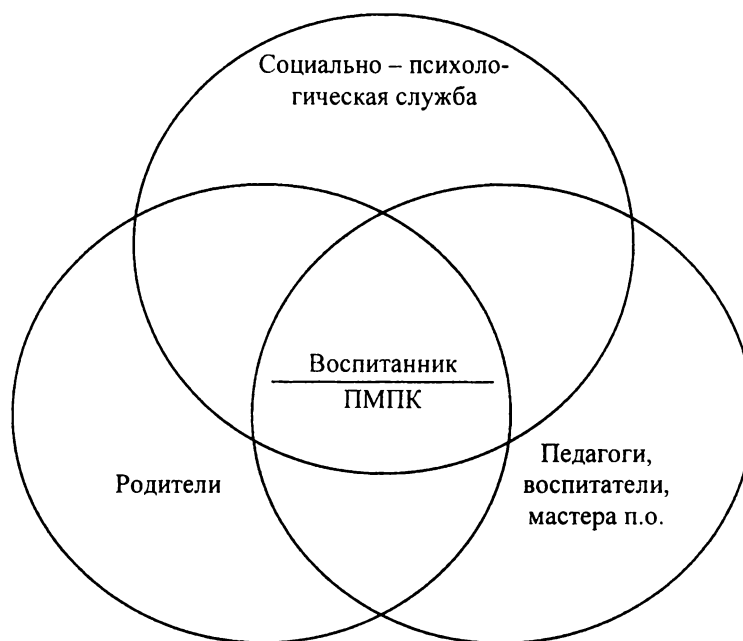 Социально – психоло-
гическая служба
Воспитанник
ПМПК
Родители
Педагоги,
воспитатели,
мастера п.о.